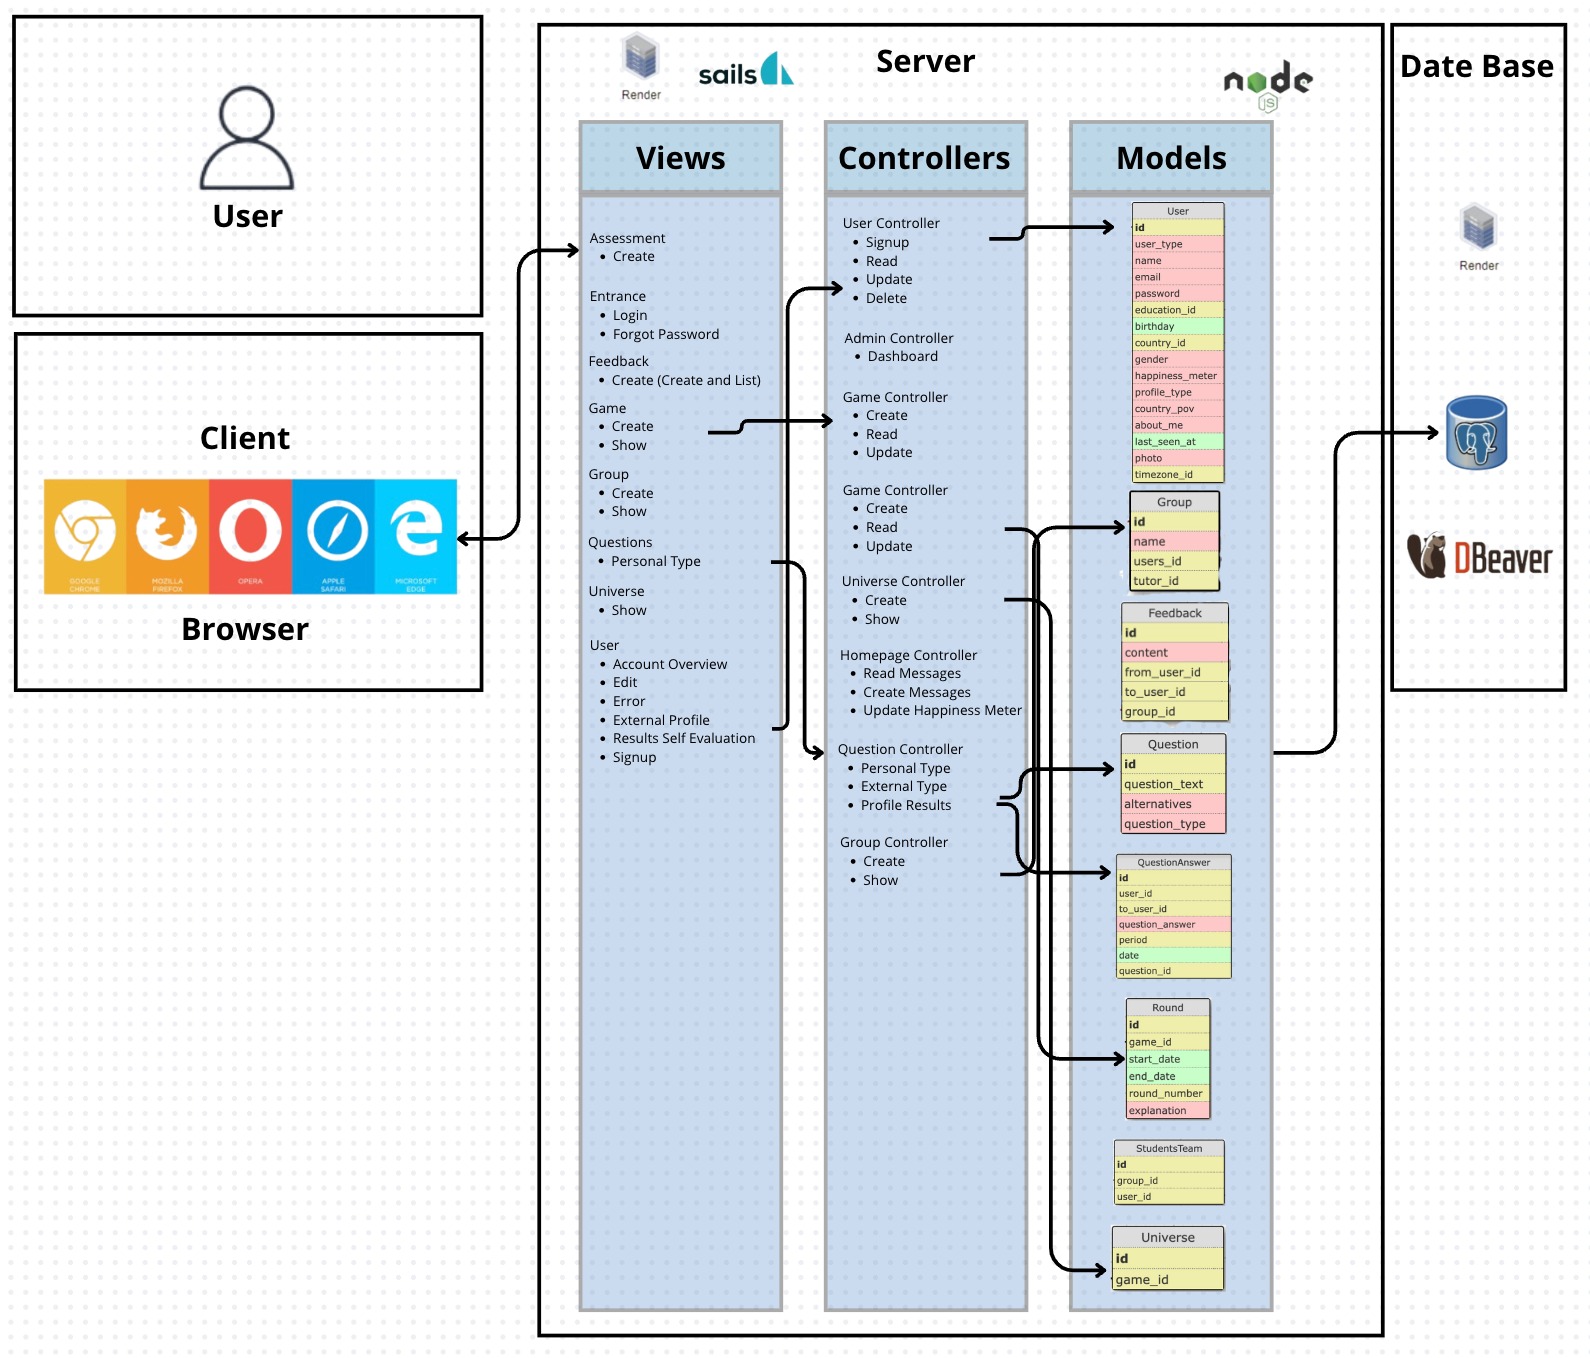 User
Client
GOOGLE
CHROME
MOZILLA
FIREFOX
OPERA
APPLE
SAFARI
MICROSOFT
EDGE
Browser
Server
Render
sails
node
JS
Views
Assessment
• Create
Entrance
• Login
• Forgot Password
Feedback
• Create (Create and List)
Game
• Create
• Show
Group
• Create
• Show
Questions
• Personal Type
Universe
• Show
User
• Account Overview
• Edit
• Error
• External Profile
• Results Self Evaluation
• Signup
Controllers
User Controller
• Signup
• Read
• Update
• Delete
Admin Controller
• Dashboard
Game Controller
• Create
• Read
• Update
Game Controller
• Create
• Read
• Update
Universe Controller
• Create
• Show
Homepage Controller
• Read Messages
• Create Messages
• Update Happiness Meter
Question Controller
• Personal Type
• External Type
• Profile Results
Group Controller
• Create
• Show
Models
User
id
user_type
name
email
password
education_id
birthday
country_id
gender
happiness_meter
profile_type
country_pov
about_me
last_seen_at
photo
timezone_id
Group
id
name
users_id
tutor_id
Feedback
id
content
from_user_id
to_user_id
group_id
Question
id
question_text
alternatives
question_type
QuestionAnswer
id
user_id
to_user_id
question_answer
period
date
question_id
Round
id
game_id
start_date
end_date
round_number
explanation
StudentsTeam
id
group_id
user_id
Universe
id
game_id
Date Base
Render
DBeaver